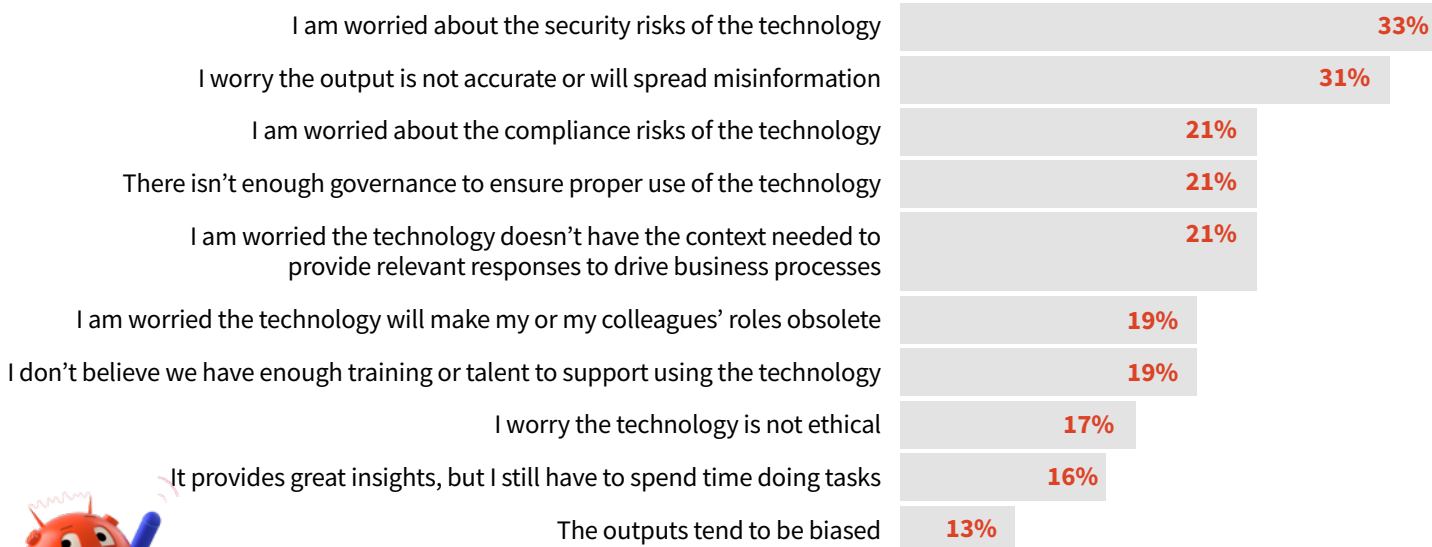 I am worried about the security risks of the technology
33%
I worry the output is not accurate or will spread misinformation
31%
I am worried about the compliance risks of the technology
21%
There isn’t enough governance to ensure proper use of the technology
21%
I am worried the technology doesn’t have the context needed to
provide relevant responses to drive business processes
21%
I am worried the technology will make my or my colleagues’ roles obsolete
19%
I don’t believe we have enough training or talent to support using the technology
19%
I worry the technology is not ethical
17%
It provides great insights, but I still have to spend time doing tasks
16%
The outputs tend to be biased
13%